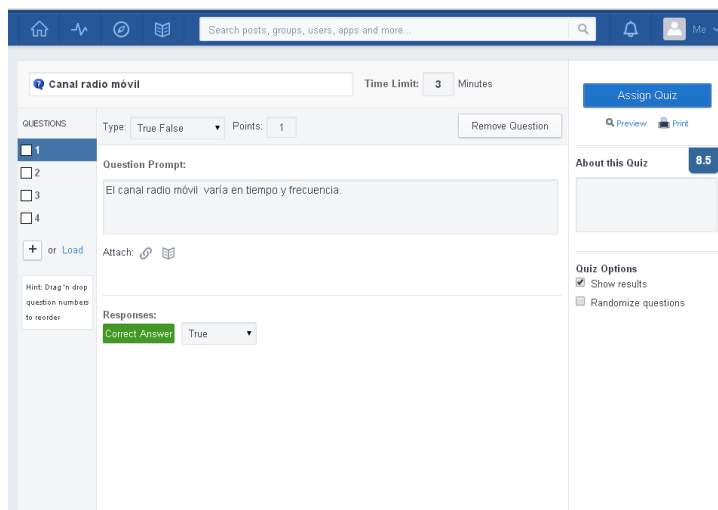 Search posts, groups, users, apps and more...
Me
Canal radio móvil
Time Limit: 3 Minutes
Assign Quiz
Preview Print
QUESTIONS
Type: True False Points: 1 Remove Question
1
2
3
4
+ or Load
Hint: Drag 'n drop
question numbers
to reorder
Question Prompt:
El canal radio móvil varía en tiempo y frecuencia.
Attach:
Responses:
Correct Answer True
About this Quiz 8.5
Quiz Options
Show results
Randomize questions